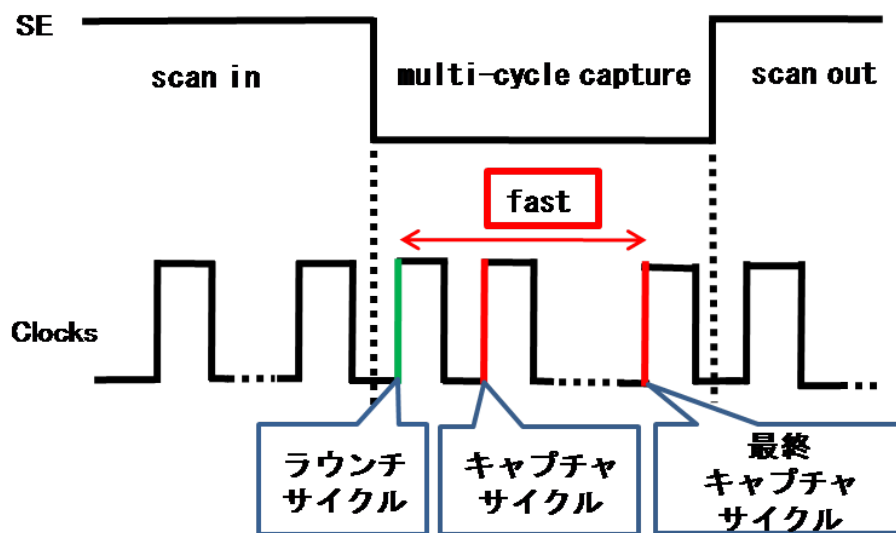 SE
scan in
multi-cycle capture
scan out
fast
Clocks
ラウンチ
サイクル
キャプチャ
サイクル
最終
キャプチャ
サイクル